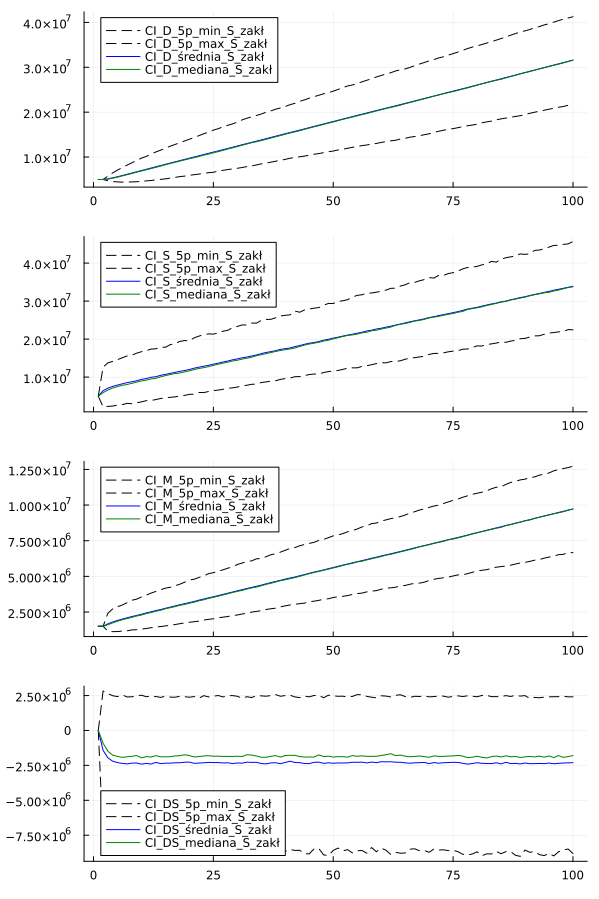 4.0×10⁷
3.0×10⁷
2.0×10⁷
1.0×10⁷
CI_D_5p_min_S_zakł
CI_D_5p_max_S_zakł
CI_D_średnia_S_zakł
CI_D_mediana_S_zakł
0 25 50 75 100
4.0×10⁷
3.0×10⁷
2.0×10⁷
1.0×10⁷
CI_S_5p_min_S_zakł
CI_S_5p_max_S_zakł
CI_S_średnia_S_zakł
CI_S_mediana_S_zakł
0 25 50 75 100
1.250×10⁷
1.000×10⁷
7.500×10⁶
5.000×10⁶
2.500×10⁶
CI_M_5p_min_S_zakł
CI_M_5p_max_S_zakł
CI_M_średnia_S_zakł
CI_M_mediana_S_zakł
0 25 50 75 100
2.50×10⁶
0
−2.50×10⁶
−5.00×10⁶
−7.50×10⁶
CI_DS_5p_min_S_zakł
CI_DS_5p_max_S_zakł
CI_DS_średnia_S_zakł
CI_DS_mediana_S_zakł
0 25 50 75 100